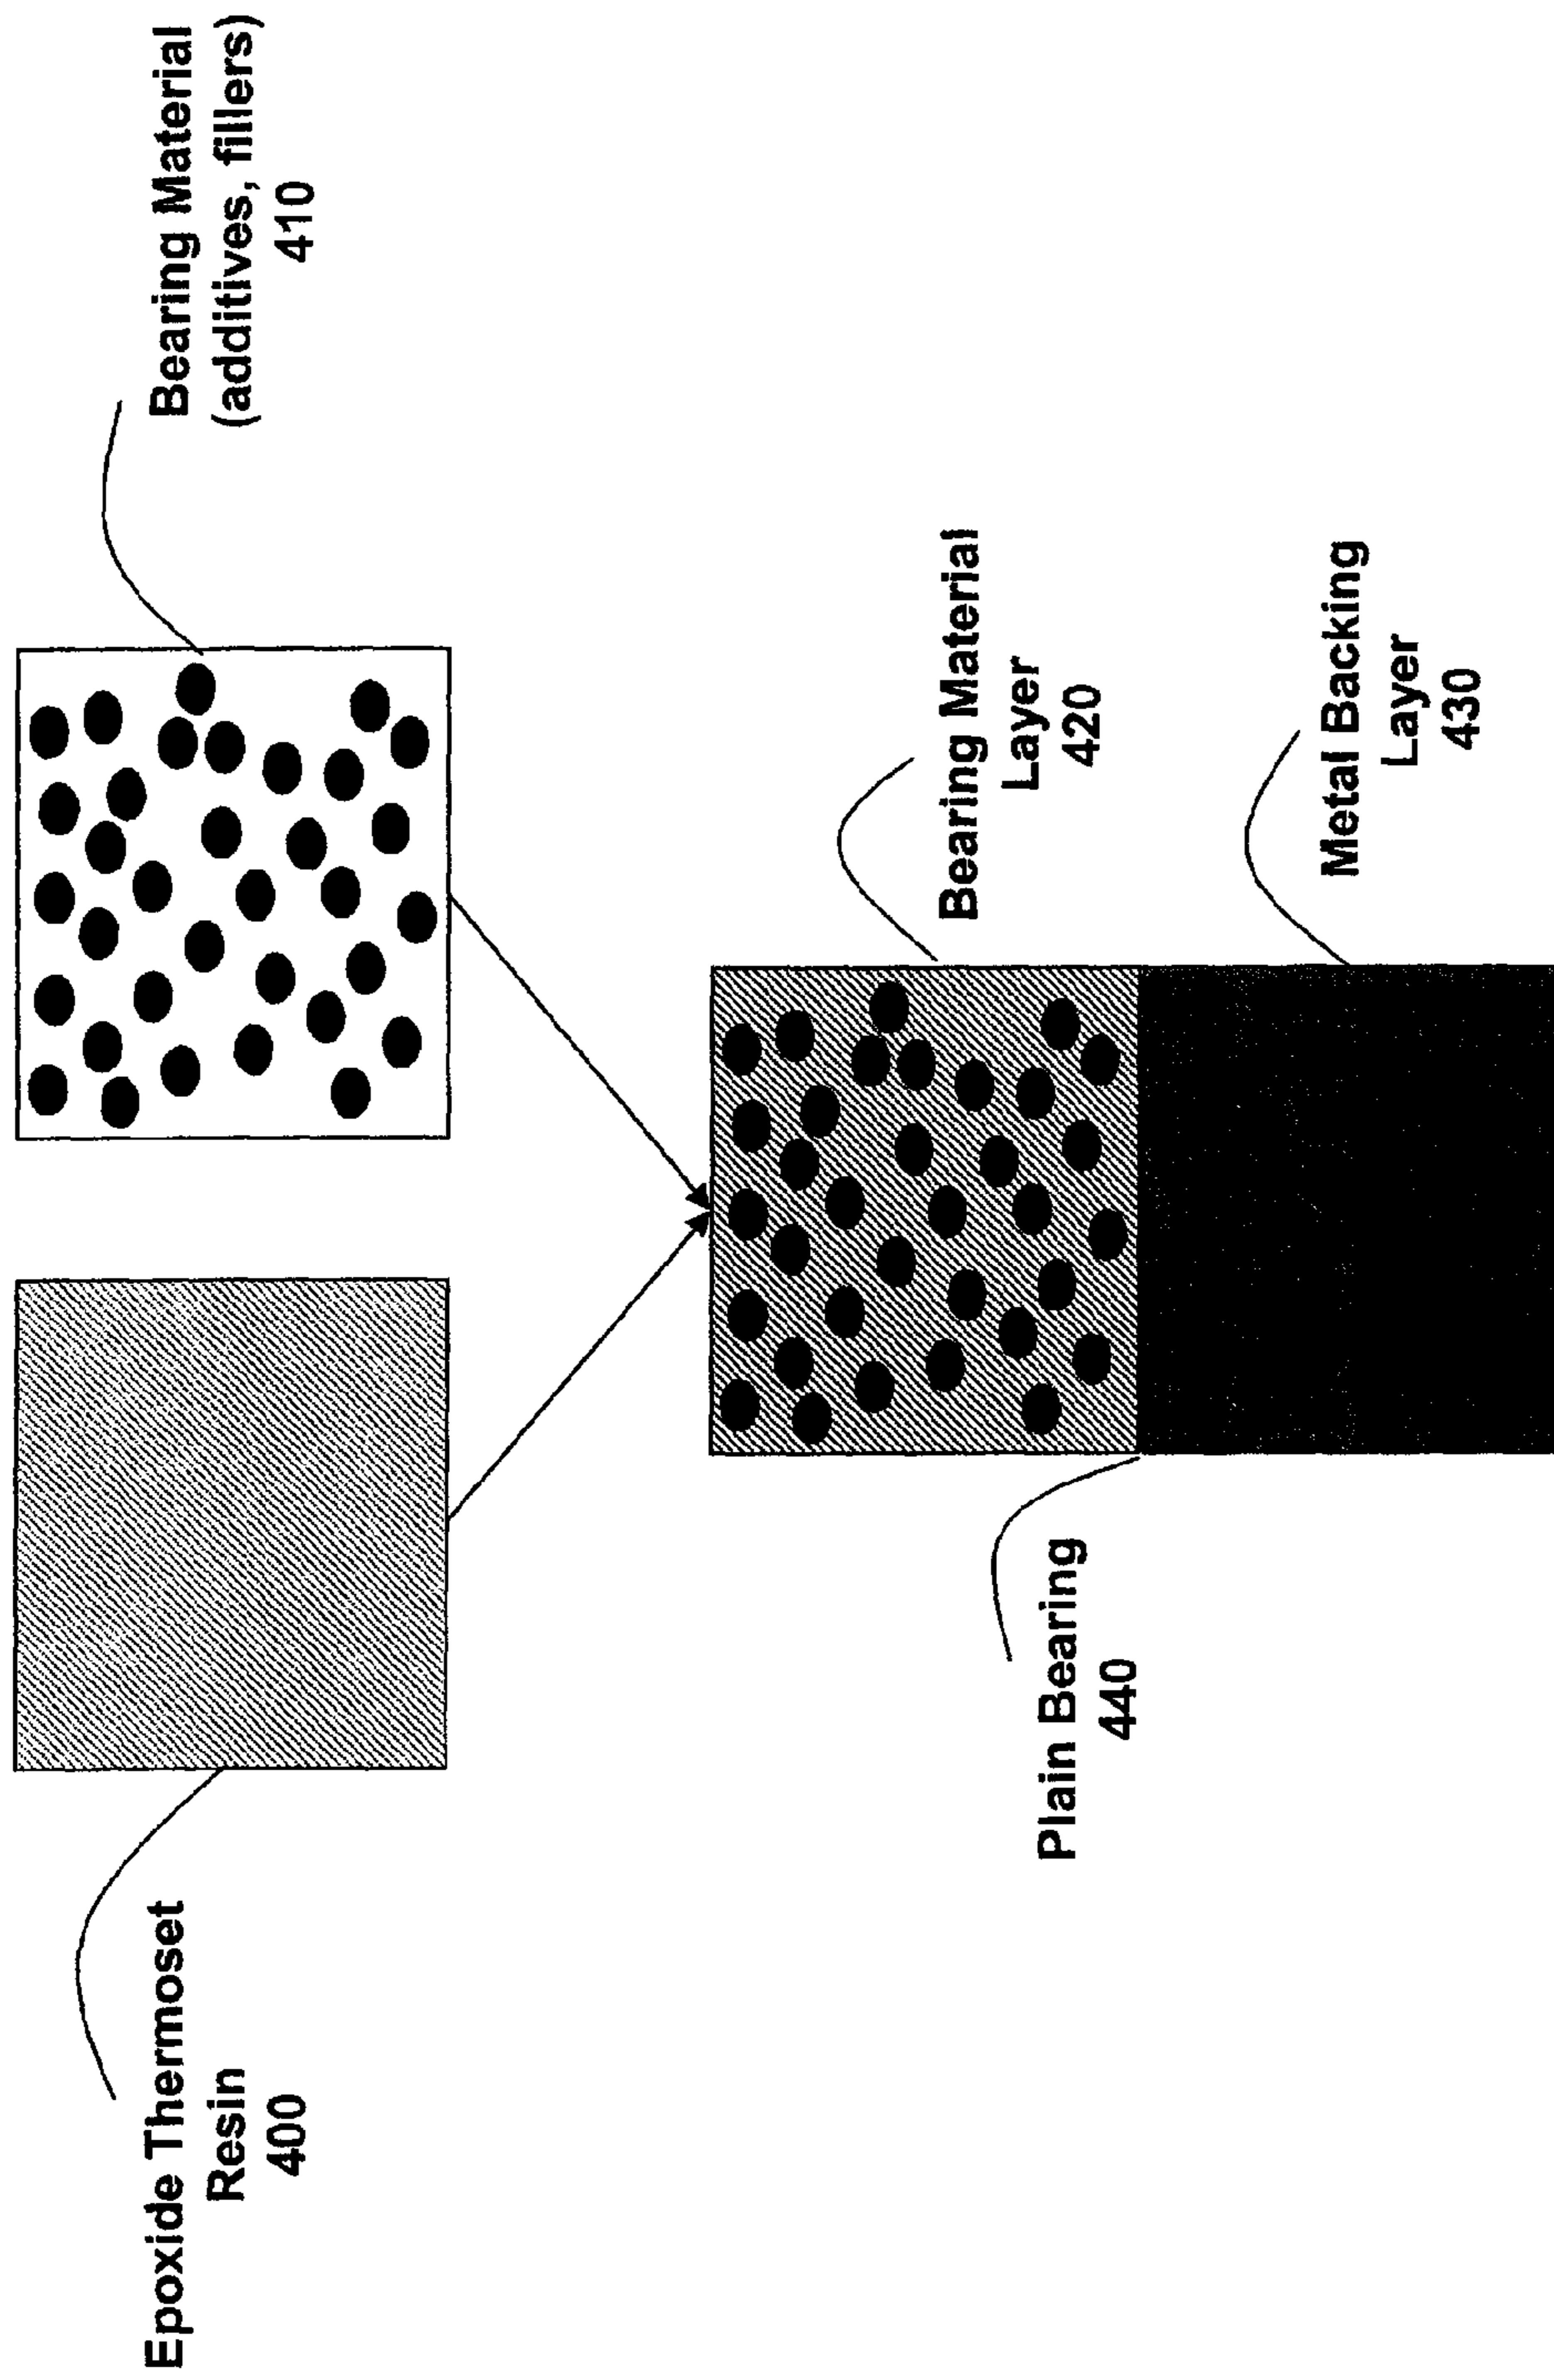 Epoxide Thermoset
Resin
400
Bearing Material
(additives, fillers)
410
Plain Bearing
440
Bearing Material
Layer
420
Metal Backing
Layer
430